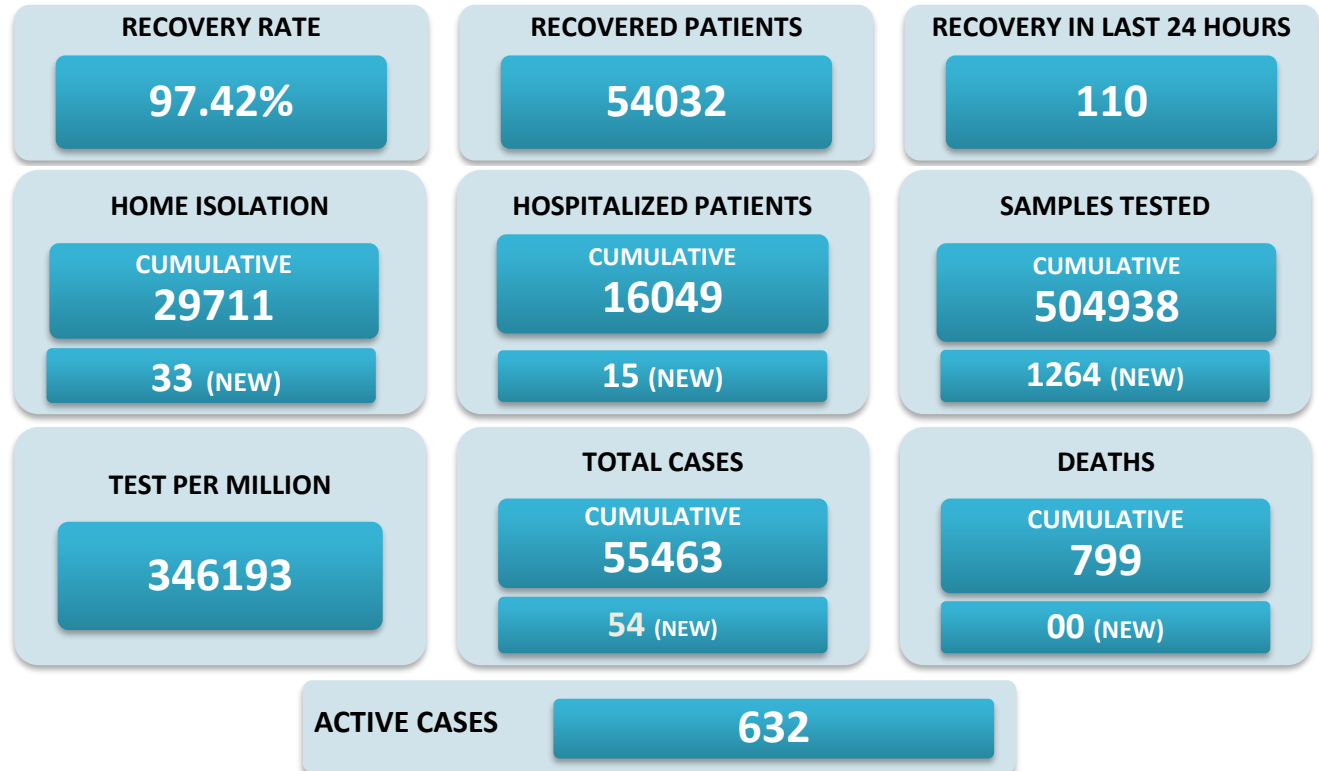 RECOVERY RATE
97.42%
RECOVERED PATIENTS
54032
RECOVERY IN LAST 24 HOURS
110
HOME ISOLATION
CUMULATIVE
29711
33 (NEW)
HOSPITALIZED PATIENTS
CUMULATIVE
16049
15 (NEW)
SAMPLES TESTED
CUMULATIVE
504938
1264 (NEW)
TEST PER MILLION
346193
TOTAL CASES
CUMULATIVE
55463
54 (NEW)
DEATHS
CUMULATIVE
799
00 (NEW)
ACTIVE CASES
632